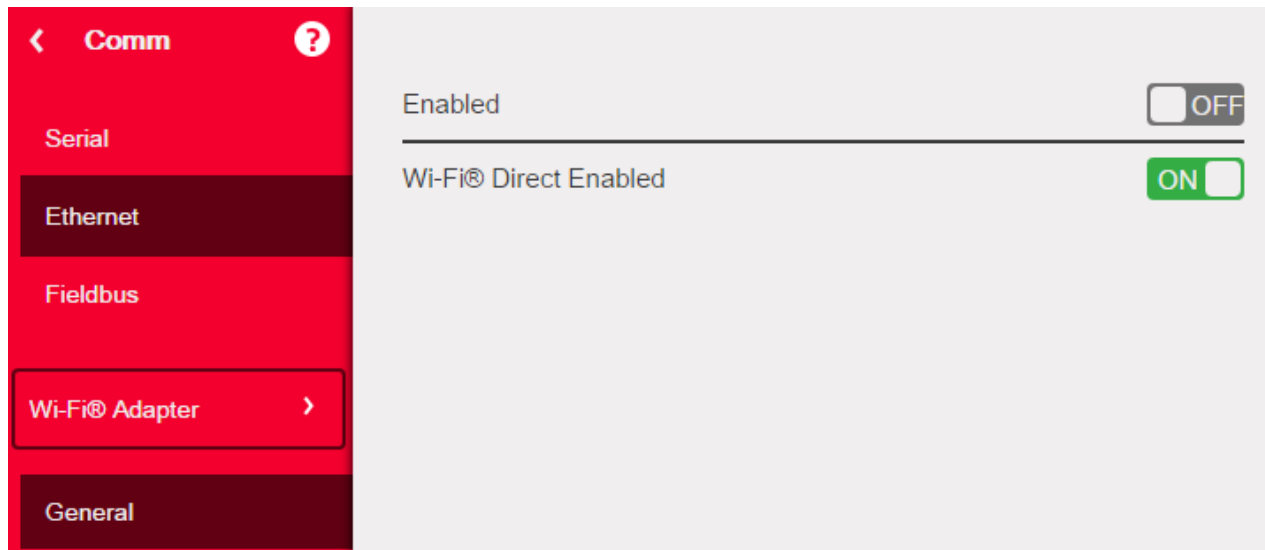 Comm ?
Serial
Ethernet
Fieldbus
Wi-Fi® Adapter
General
Enabled OFF
Wi-Fi® Direct Enabled ON